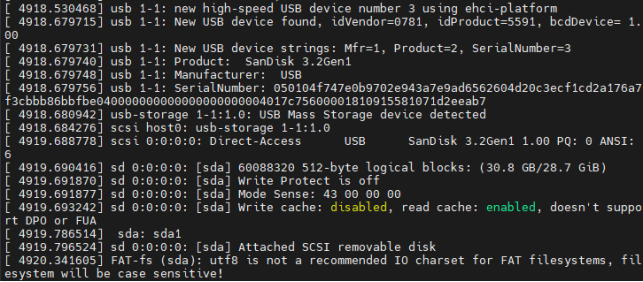 [ 4918.530468] usb 1-1: new high-speed USB device number 3 using ehci-platform
[ 4918.679715] usb 1-1: New USB device found, idVendor=0781, idProduct=5591, bcdDevice= 1.
00
[ 4918.679731] usb 1-1: New USB device strings: Mfr=1, Product=2, SerialNumber=3
[ 4918.679740] usb 1-1: Product:  SanDisk 3.2Gen1
[ 4918.679748] usb 1-1: Manufacturer:  USB
[ 4918.679756] usb 1-1: SerialNumber: 050104f747e0b9702e943a7e9ad6562604d20c3ecf1cd2a176a7
f3cbbb86bbfbe0400000000000000000000004017c75600001810915581071d2eeab7
[ 4918.680942] usb-storage 1-1:1.0: USB Mass Storage device detected
[ 4918.684276] scsi host0: usb-storage 1-1:1.0
[ 4919.688778] scsi 0:0:0:0: Direct-Access      USB      SanDisk 3.2Gen1 1.00 PQ: 0 ANSI:
6
[ 4919.690416] sd 0:0:0:0: [sda] 60088320 512-byte logical blocks: (30.8 GB/28.7 GiB)
[ 4919.691870] sd 0:0:0:0: [sda] Write Protect is off
[ 4919.691877] sd 0:0:0:0: [sda] Mode Sense: 43 00 00 00
[ 4919.693242] sd 0:0:0:0: [sda] Write cache: disabled, read cache: enabled, doesn't suppo
rt DPO or FUA
[ 4919.786514]  sda: sda1
[ 4919.796524] sd 0:0:0:0: [sda] Attached SCSI removable disk
[ 4920.341605] FAT-fs (sda): utf8 is not a recommended IO charset for FAT filesystems, fil
esystem will be case sensitive!